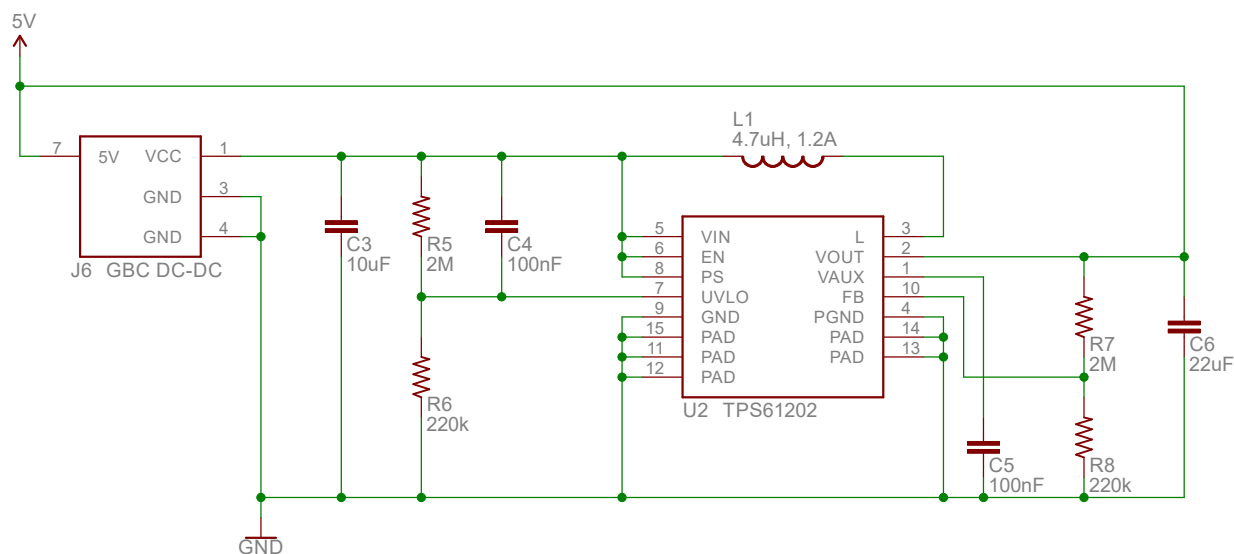 5V
L1
4.7uH, 1.2A
7
5V
VCC
1
GND
3
GND
4
J6 GBC DC-DC
C3
10uF
R5
2M
C4
100nF
R6
220k
5
VIN
6
EN
8
PS
7
UVLO
9
GND
15
PAD
11
PAD
12
PAD
L
3
VOUT
2
VAUX
1
FB
10
PGND
4
PAD
14
PAD
13
U2 TPS61202
R7
2M
C6
22uF
C5
100nF
R8
220k
GND